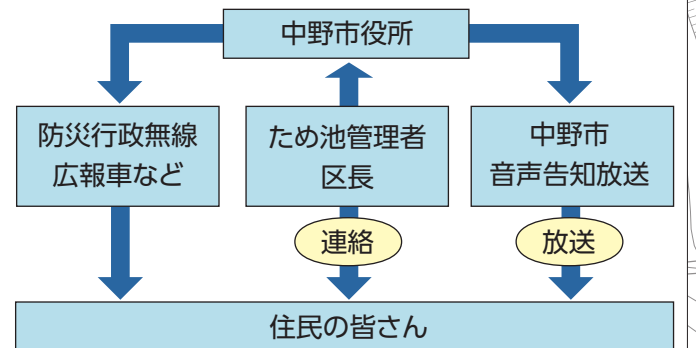 中野市役所
防災行政無線
広報車など
ため池管理者
区長
中野市
音声告知放送
連絡
放送
住民の皆さん